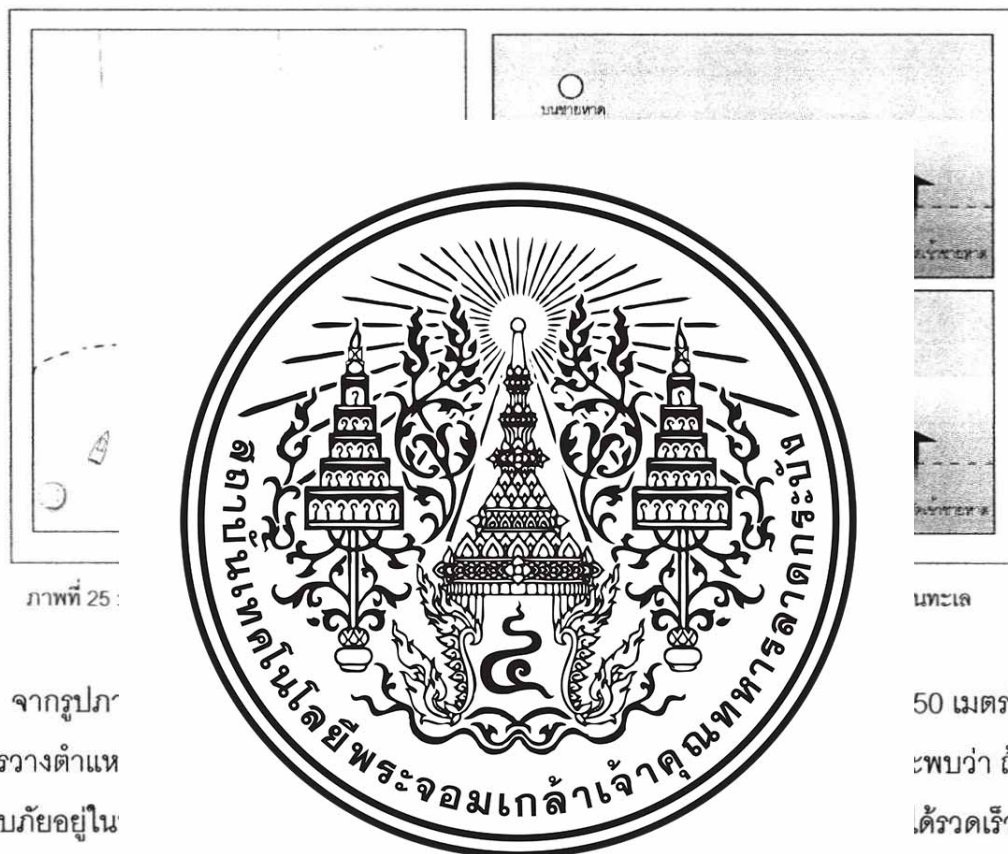 บนชายหาด
ภาพที่ 25 :
นทะเล
สถาบันเทคโนโลยีพระจอมเกล้าเจ้าคุณทหารลาดกระบัง
จากรูปภา 50 เมตร
รวางตำแห ะพบว่า ถ้
บภัยอยู่ใน ได้รวดเร็ว